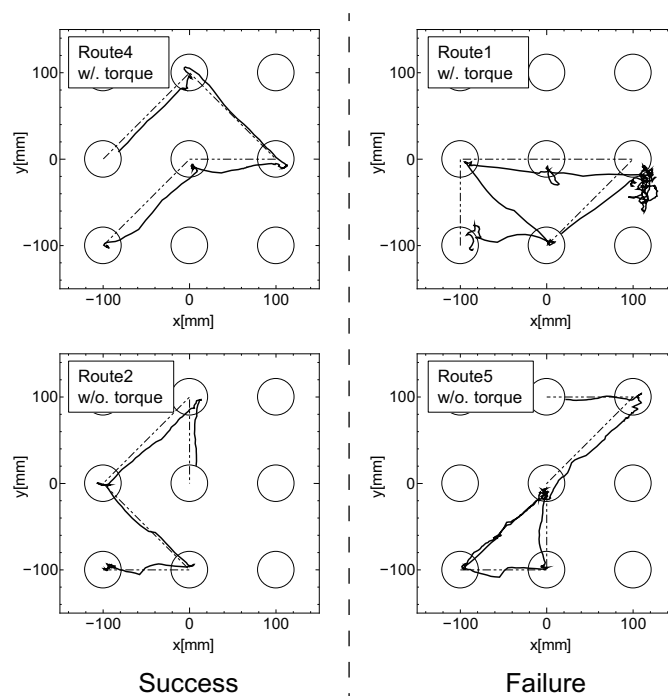 Route4
w/. torque
100
0
−100
y[mm]
−100 0 100
x[mm]
Route1
w/. torque
100
0
−100
y[mm]
−100 0 100
x[mm]
Route2
w/o. torque
100
0
−100
y[mm]
−100 0 100
x[mm]
Route5
w/o. torque
100
0
−100
y[mm]
−100 0 100
x[mm]
Success
Failure